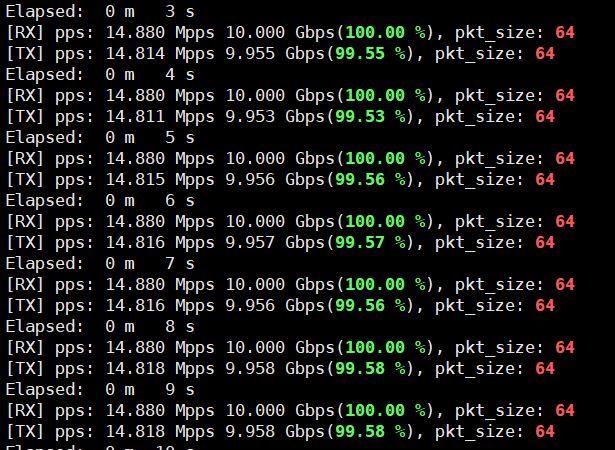 Elapsed:  0 m   3 s
[RX] pps: 14.880 Mpps 10.000 Gbps(100.00 %), pkt_size: 64
[TX] pps: 14.814 Mpps 9.955 Gbps(99.55 %), pkt_size: 64
Elapsed:  0 m   4 s
[RX] pps: 14.880 Mpps 10.000 Gbps(100.00 %), pkt_size: 64
[TX] pps: 14.811 Mpps 9.953 Gbps(99.53 %), pkt_size: 64
Elapsed:  0 m   5 s
[RX] pps: 14.880 Mpps 10.000 Gbps(100.00 %), pkt_size: 64
[TX] pps: 14.815 Mpps 9.956 Gbps(99.56 %), pkt_size: 64
Elapsed:  0 m   6 s
[RX] pps: 14.880 Mpps 10.000 Gbps(100.00 %), pkt_size: 64
[TX] pps: 14.816 Mpps 9.957 Gbps(99.57 %), pkt_size: 64
Elapsed:  0 m   7 s
[RX] pps: 14.880 Mpps 10.000 Gbps(100.00 %), pkt_size: 64
[TX] pps: 14.816 Mpps 9.956 Gbps(99.56 %), pkt_size: 64
Elapsed:  0 m   8 s
[RX] pps: 14.880 Mpps 10.000 Gbps(100.00 %), pkt_size: 64
[TX] pps: 14.818 Mpps 9.958 Gbps(99.58 %), pkt_size: 64
Elapsed:  0 m   9 s
[RX] pps: 14.880 Mpps 10.000 Gbps(100.00 %), pkt_size: 64
[TX] pps: 14.818 Mpps 9.958 Gbps(99.58 %), pkt_size: 64